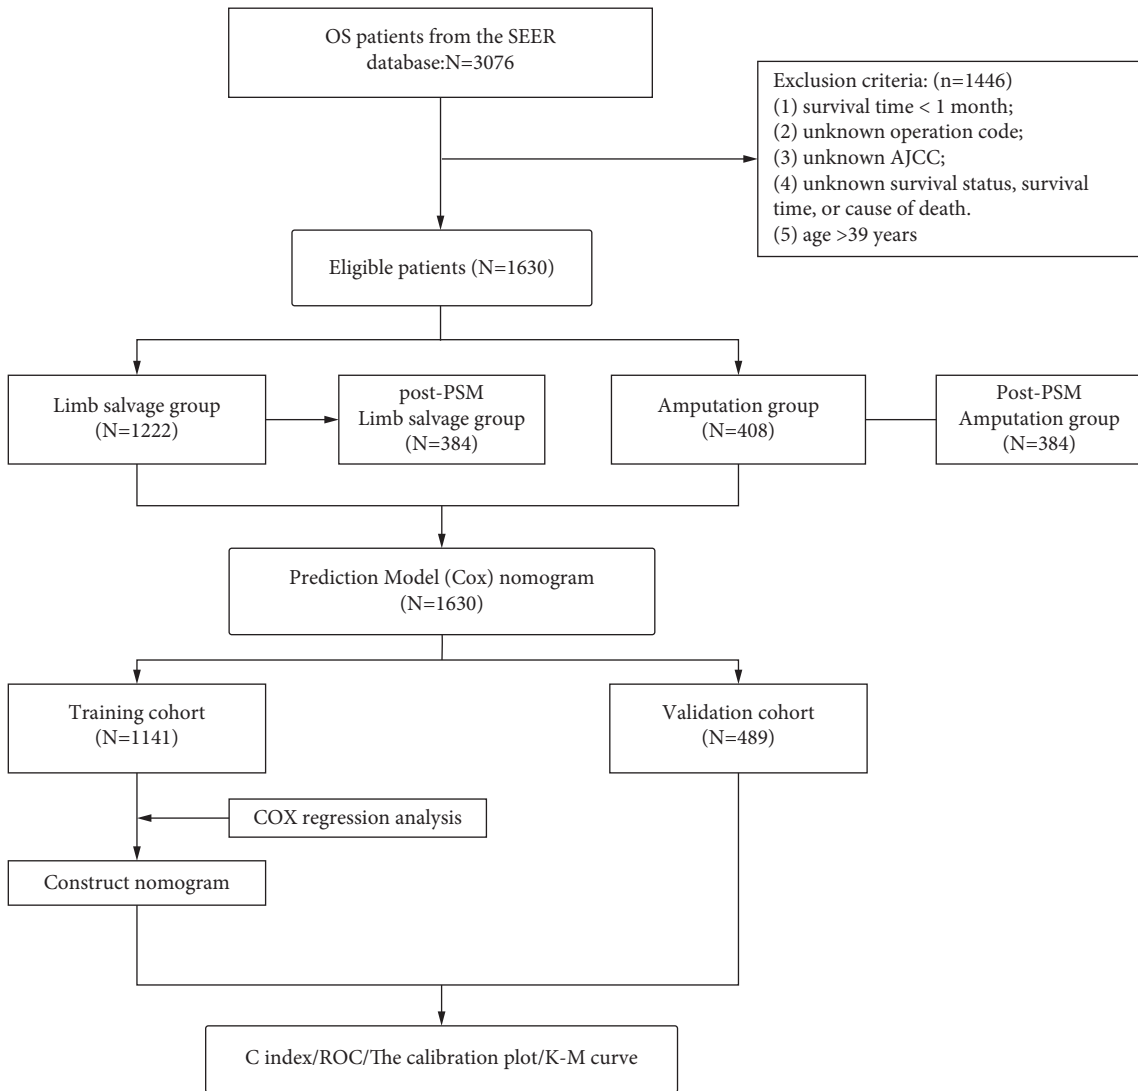 OS patients from the SEER
database:N=3076
Exclusion criteria: (n=1446)
(1) survival time < 1 month;
(2) unknown operation code;
(3) unknown AJCC;
(4) unknown survival status, survival
time, or cause of death.
(5) age >39 years
Eligible patients (N=1630)
Limb salvage group
(N=1222)
post-PSM
Limb salvage group
(N=384)
Amputation group
(N=408)
Post-PSM
Amputation group
(N=384)
Prediction Model (Cox) nomogram
(N=1630)
Training cohort
(N=1141)
Validation cohort
(N=489)
COX regression analysis
Construct nomogram
C index/ROC/The calibration plot/K-M curve